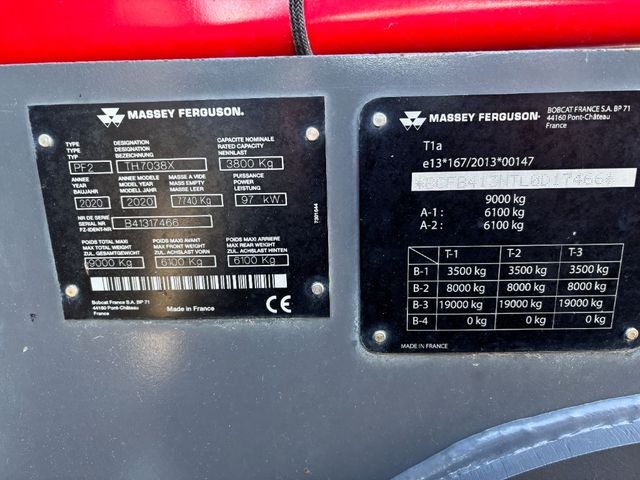 MASSEY FERGUSON®
TYPE DESIGNATION CAPACITE NOMINALE
TYPE DESIGNATION RATED CAPACITY
TYP BEZEICHNUNG NENNLAST
PF2 TH7038X 3800 Kg
ANNEE ANNEE MODELE MASSE A VIDE PUISSANCE
YEAR MODEL YEAR MASS EMPTY POWER
BAUJAHR MODELL JAHR MASSE LEER LEISTUNG
2020 2020 7740 Kg 97 kW
NR DE SERIE
SERIAL NR
FZ-IDENT-NR
B41317466
POIDS TOTAL MAXI POIDS MAXI AVANT POIDS MAXI ARRIERE
MAX TOTAL WEIGHT MAX FRONT WEIGHT MAX REAR WEIGHT
ZUL. GESAMTGEWICHT ZUL. ACHSLAST VORN ZUL. ACHSLAST HINTEN
9000 Kg 6100 Kg 6100 Kg
Bobcat France S.A. BP 71
44160 Pont-Château
France
Made in France
CE
7301644
MASSEY FERGUSON®
BOBCAT FRANCE S.A. BP 71
44160 Pont-Château
France
T1a
e13*167/2013*00147
9000 kg
A-1 : 6100 kg
A-2 : 6100 kg
T-1 T-2 T-3
B-1 3500 kg 3500 kg 3500 kg
B-2 8000 kg 8000 kg 8000 kg
B-3 19000 kg 19000 kg 19000 kg
B-4 0 kg 0 kg 0 kg
MADE IN FRANCE